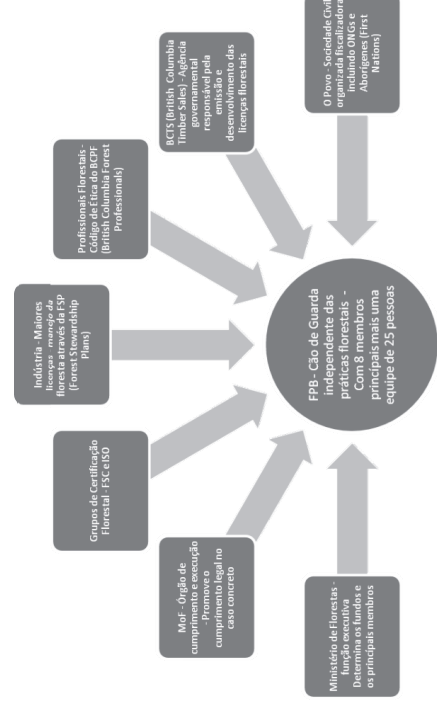 Ministério de Florestas -
função executiva
Determina os fundos e
os principais membros
MoF - Órgão de
cumprimento e execução
- Promove o
cumprimento legal no
caso concreto
Grupos de Certificação
Florestal - FSC e ISO
Indústria - Maiores
licenças manejo da
floresta através da FSP
(Forest Stewardship
Plans)
Profissionais Florestais -
Código de Ética do BCPF
(British Columbia Forest
Professionals)
BCTS (British Columbia
Timber Sales) - Agência
governamental
responsável pela
emissão e
desenvolvimento das
licenças florestais
O Povo - Sociedade Civil
organizada fiscalizadora
Incluindo ONGs e
Aborígenes (First
Nations)
FPB - Cão de Guarda
independente das
práticas florestais -
Com 8 membros
principais mais uma
equipe de 25 pessoas